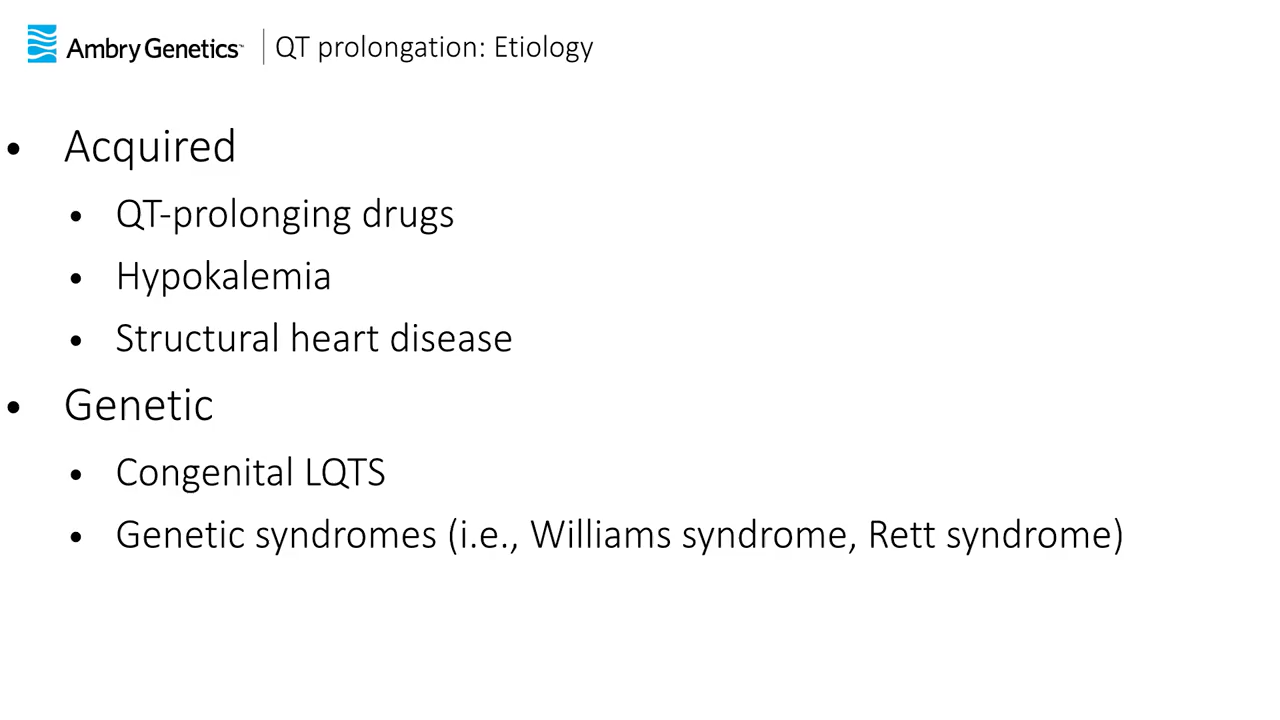 Ambry Genetics™ | QT prolongation: Etiology
• Acquired
• QT-prolonging drugs
• Hypokalemia
• Structural heart disease
• Genetic
• Congenital LQTS
• Genetic syndromes (i.e., Williams syndrome, Rett syndrome)